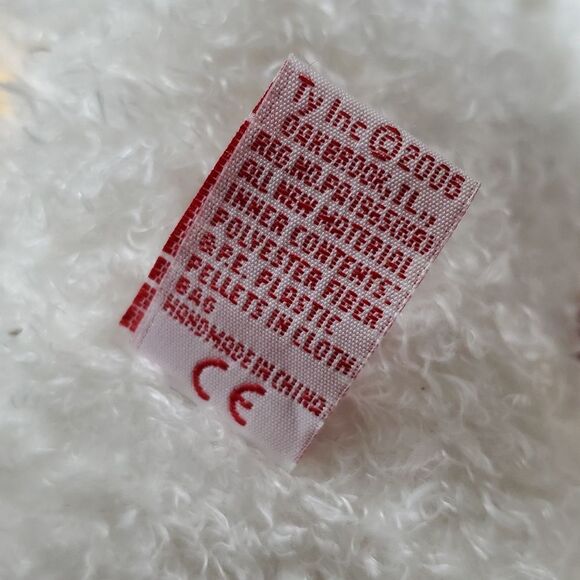 Ty Inc ©2006
OAKBROOK, IL.,
REG.NO.PA.1965(KR)
ALL NEW MATERIAL
INNER CONTENTS:
POLYESTER FIBER
& P.E. PLASTIC
PELLETS IN CLOTH
BAG
HANDMADE IN CHINA
CE